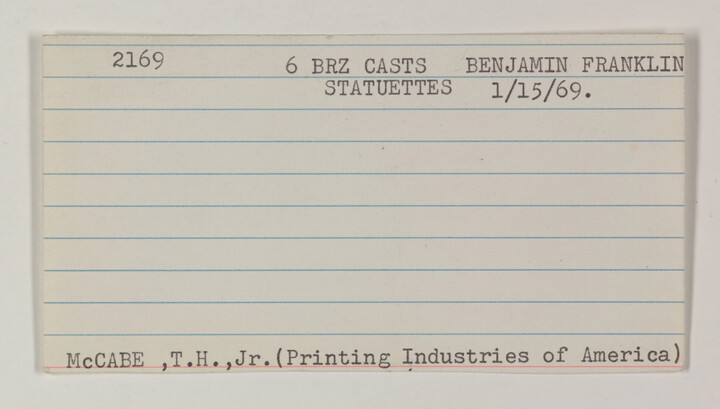 2169 6 BRZ CASTS BENJAMIN FRANKLIN
STATUETTES 1/15/69.
McCABE ,T.H.,Jr.(Printing Industries of America)